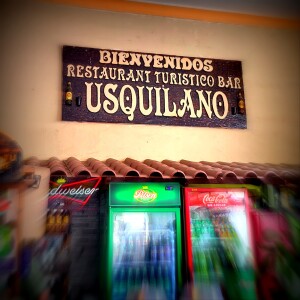 BIENVENIDOS
RESTAURANT TURISTICO BAR
USQUILANO
Budweiser
Coca-Cola